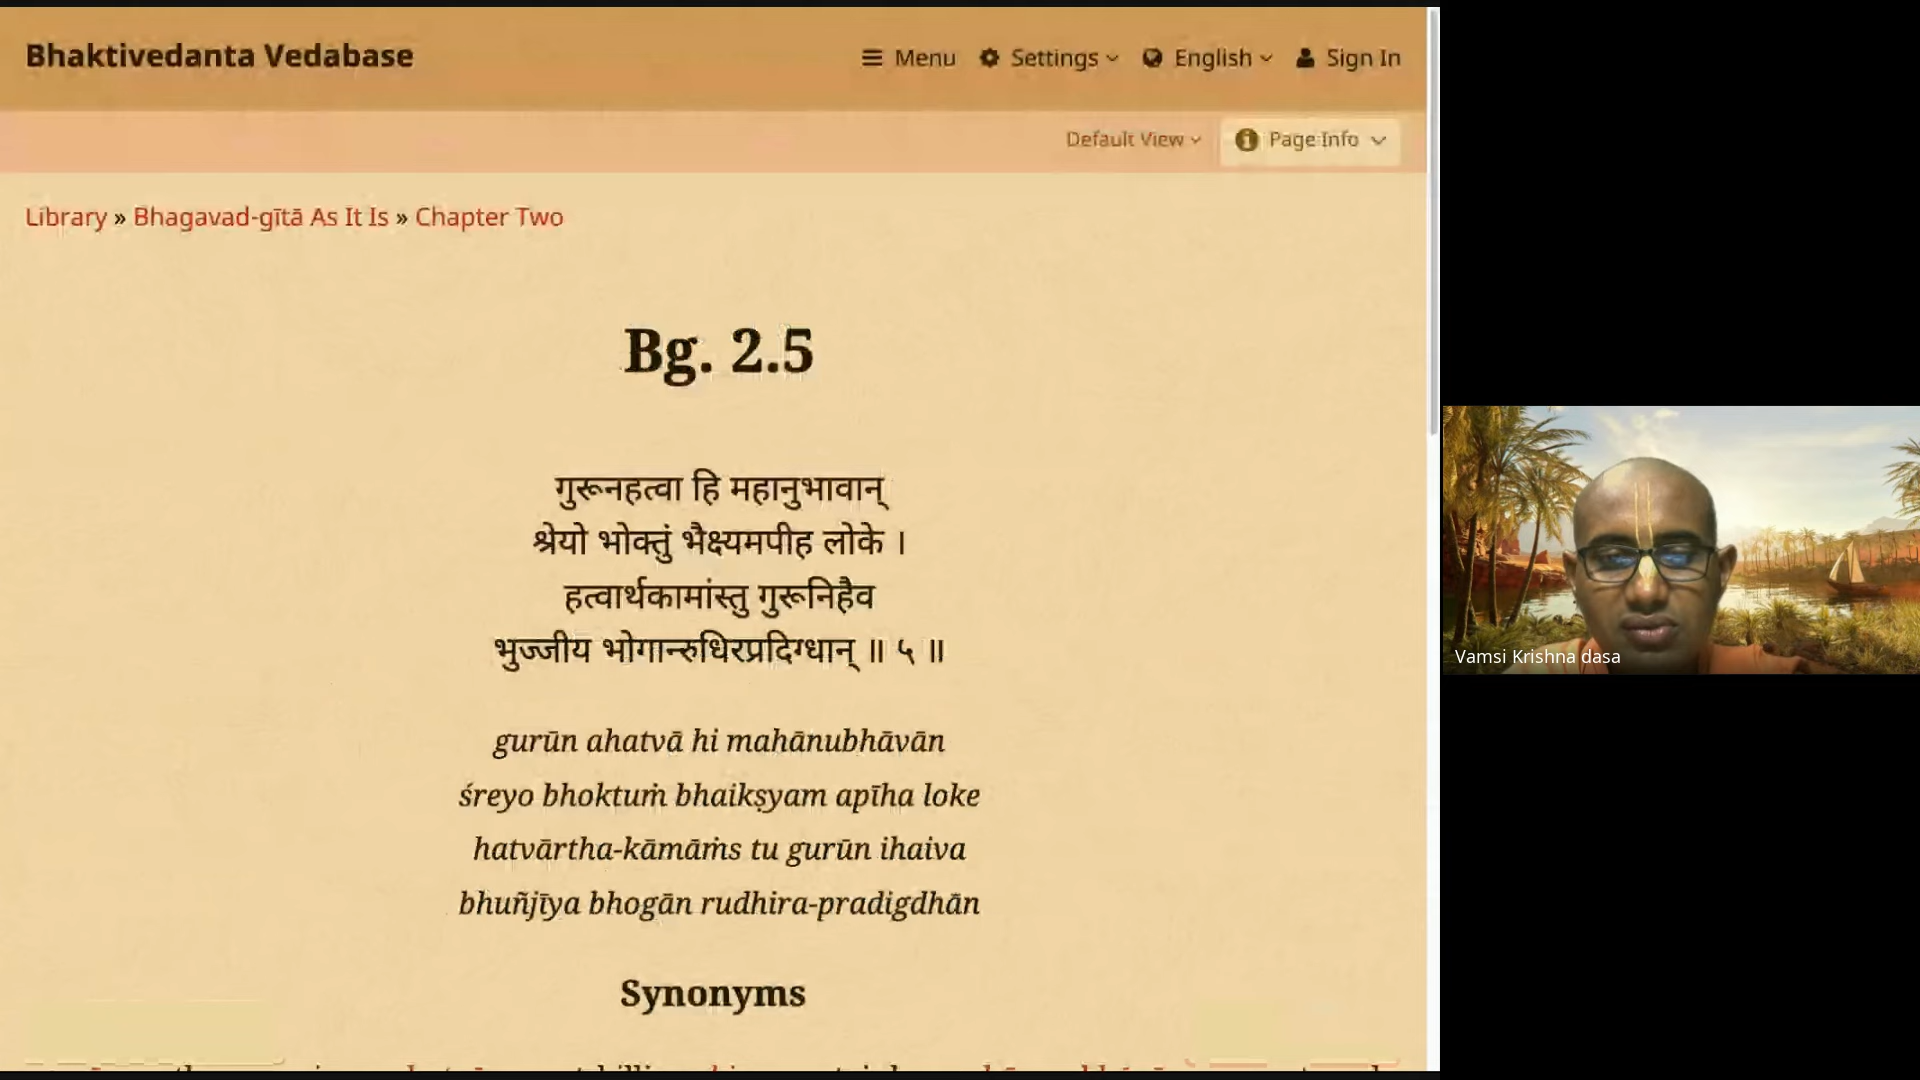 Bhaktivedanta Vedabase
Menu Settings English Sign In
Default View Page Info
Library » Bhagavad-gītā As It Is » Chapter Two
Bg. 2.5
गुरूनहत्वा हि महानुभावान्
श्रेयो भोक्तुं भैक्ष्यमपीह लोके ।
हत्वार्थकामांस्तु गुरूनिहैव
भुञ्जीय भोगान्‍रुधिरप्रदिग्धान् ॥ ५ ॥
gurūn ahatvā hi mahānubhāvān
śreyo bhoktuṁ bhaikṣyam apīha loke
hatvārtha-kāmāṁs tu gurūn ihaiva
bhuñjīya bhogān rudhira-pradigdhān
Synonyms
Vamsi Krishna dasa